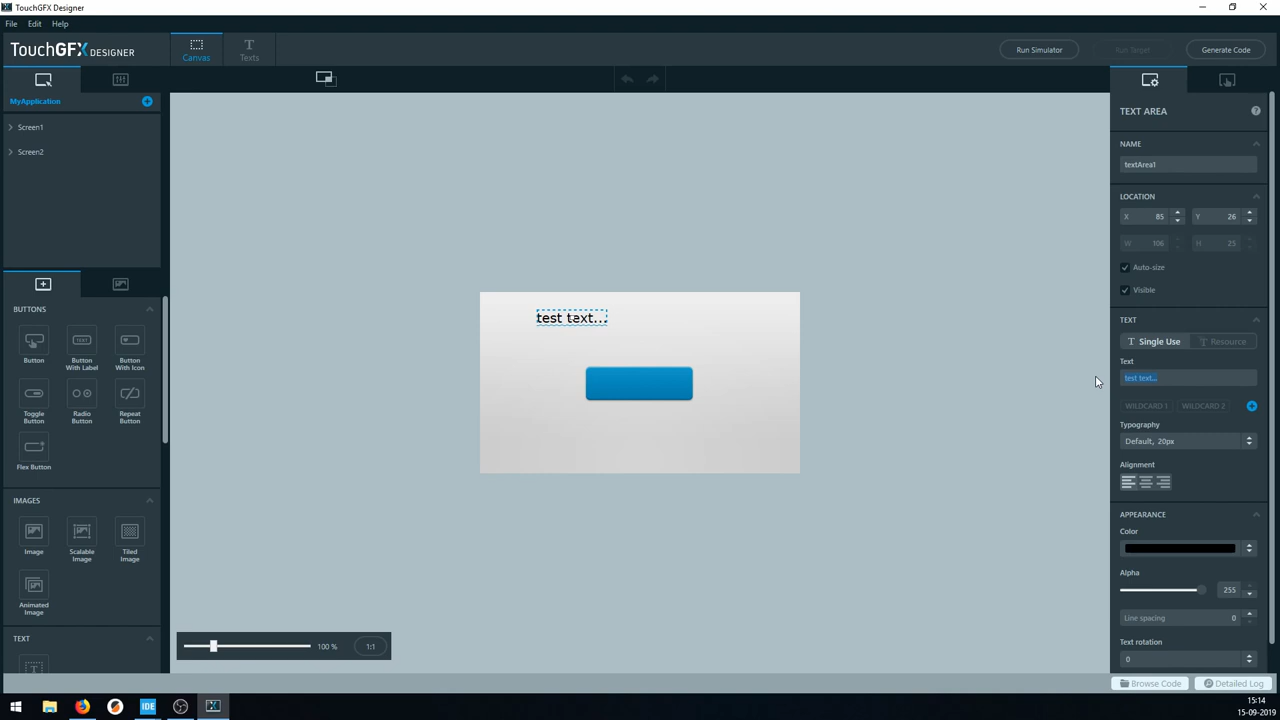 TouchGFX Designer
File Edit Help
TouchGFX DESIGNER
Canvas
Texts
Run Simulator
Run Target
Generate Code
MyApplication
Screen1
Screen2
BUTTONS
Button
Button With Label
Button With Icon
Toggle Button
Radio Button
Repeat Button
Flex Button
IMAGES
Image
Scalable Image
Tiled Image
Animated Image
TEXT
test text...
100 %
1:1
TEXT AREA
NAME
textArea1
LOCATION
X 85 Y 26
W 106 H 25
Auto-size
Visible
TEXT
Single Use
Resource
Text
test text...
WILDCARD 1 WILDCARD 2
Typography
Default, 20px
Alignment
APPEARANCE
Color
Alpha
255
Line spacing 0
Text rotation
0
Browse Code
Detailed Log
IDE
15:14
15-09-2019